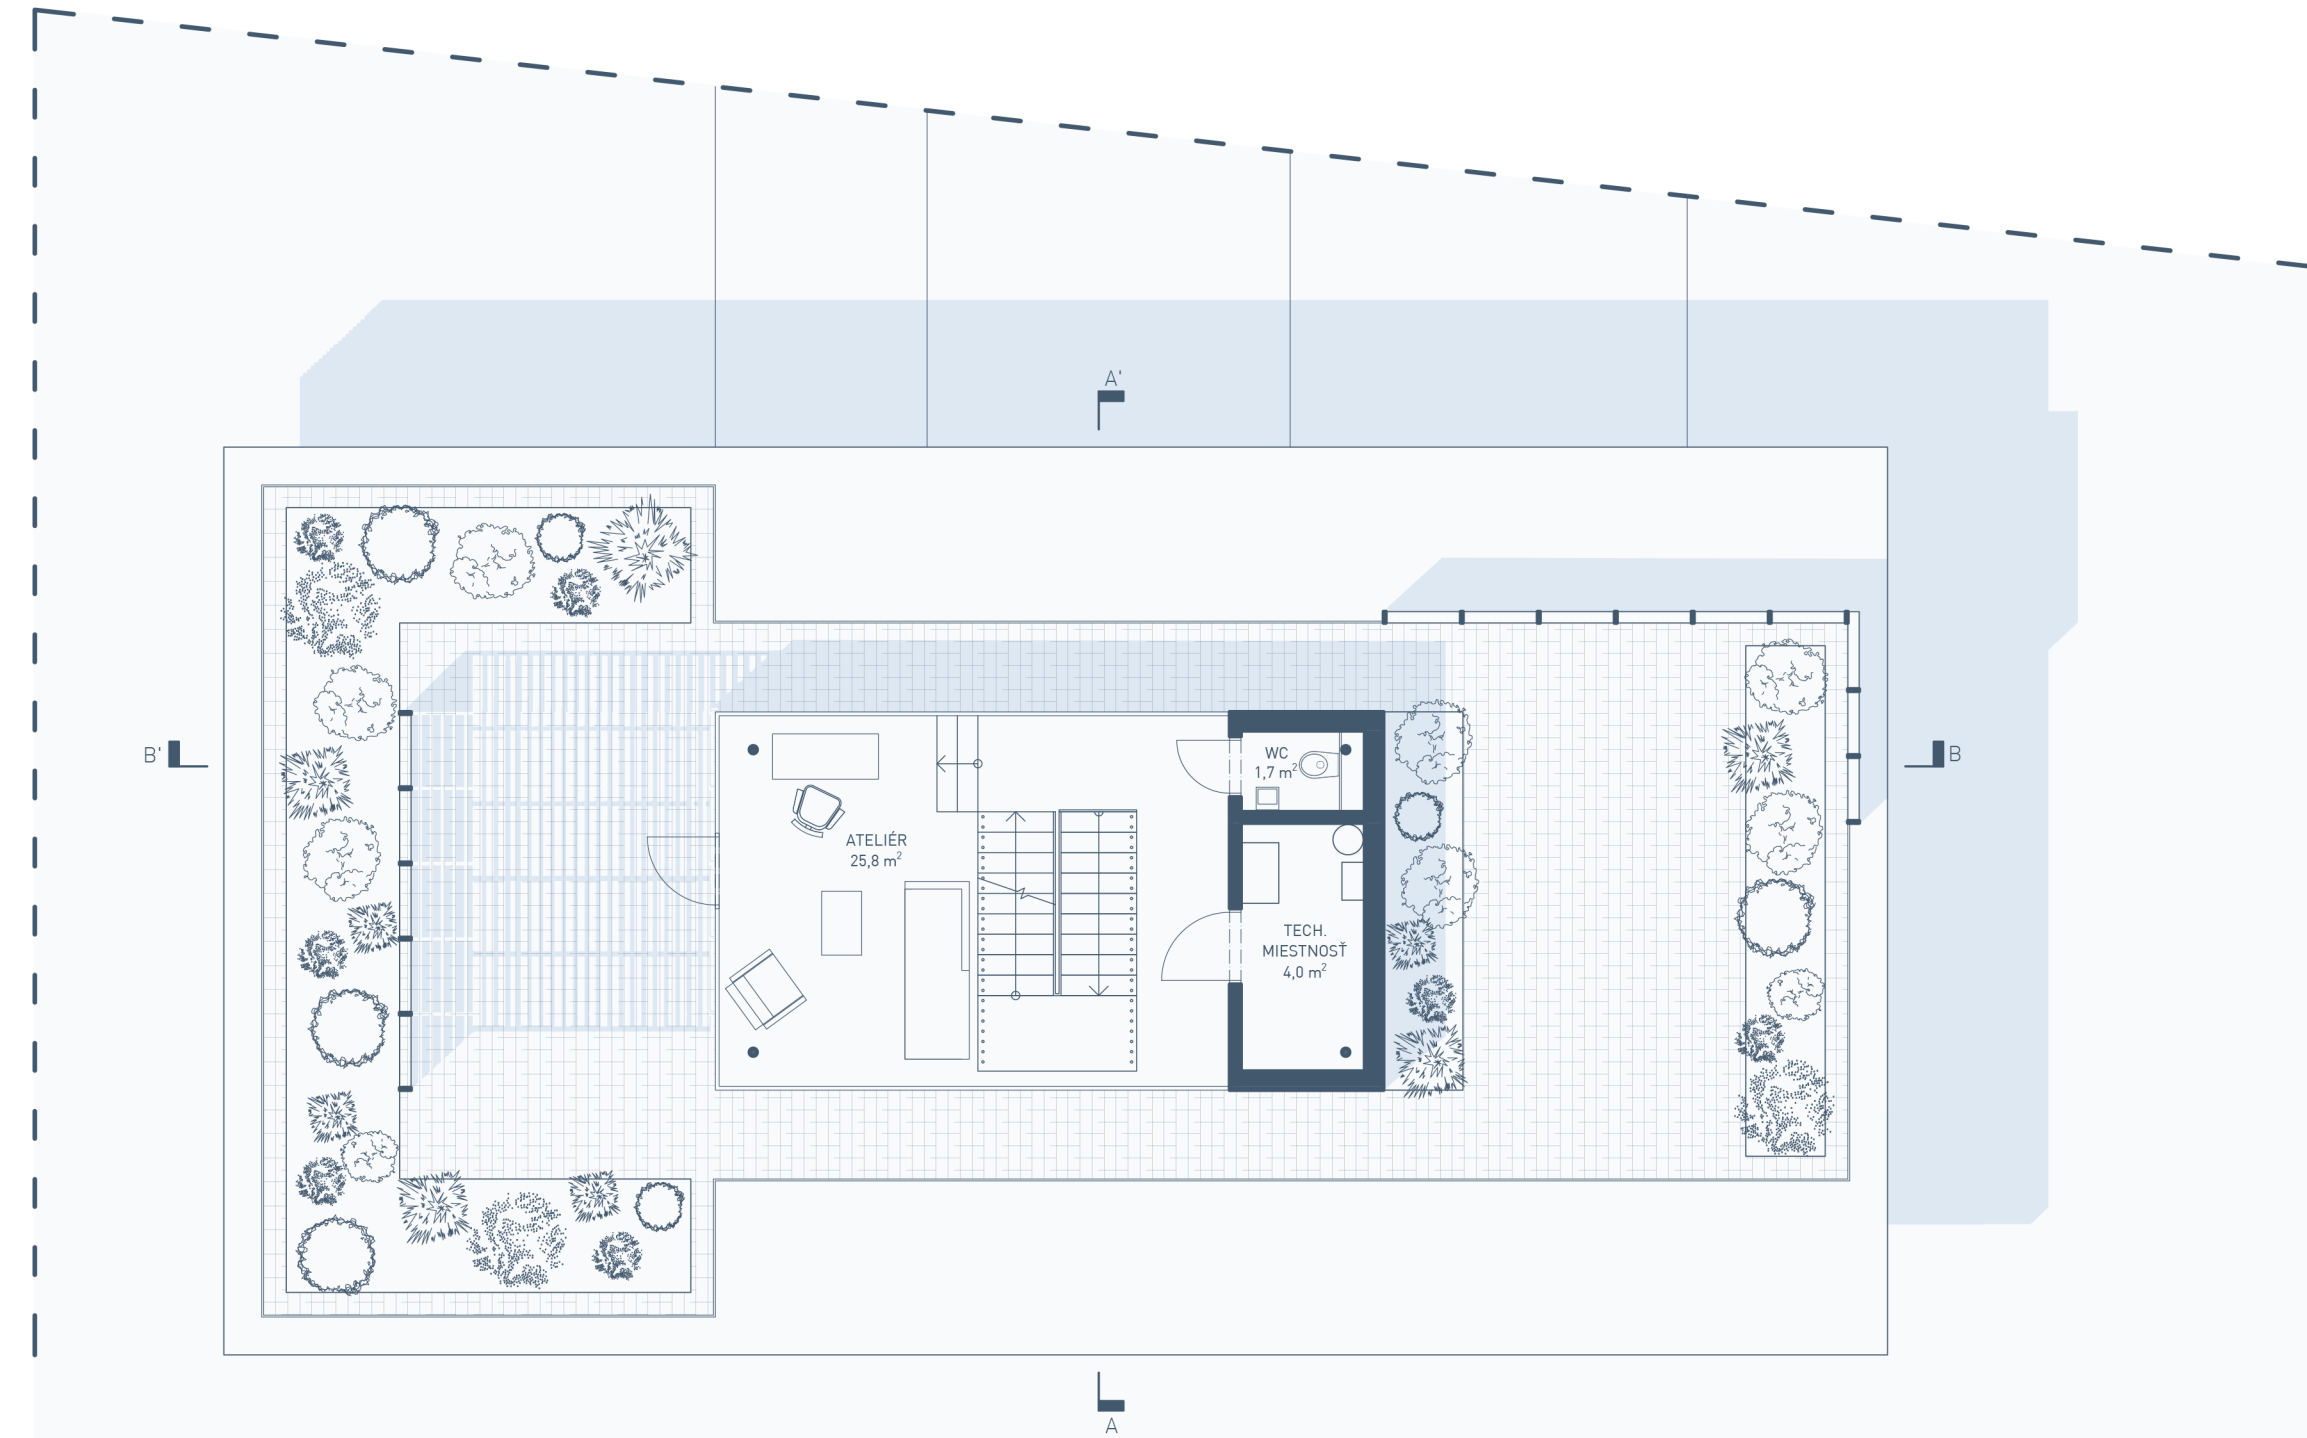 A'
B'
B
WC
1,7 m²
ATELIÉR
25,8 m²
TECH.
MIESTNOSŤ
4,0 m²
A